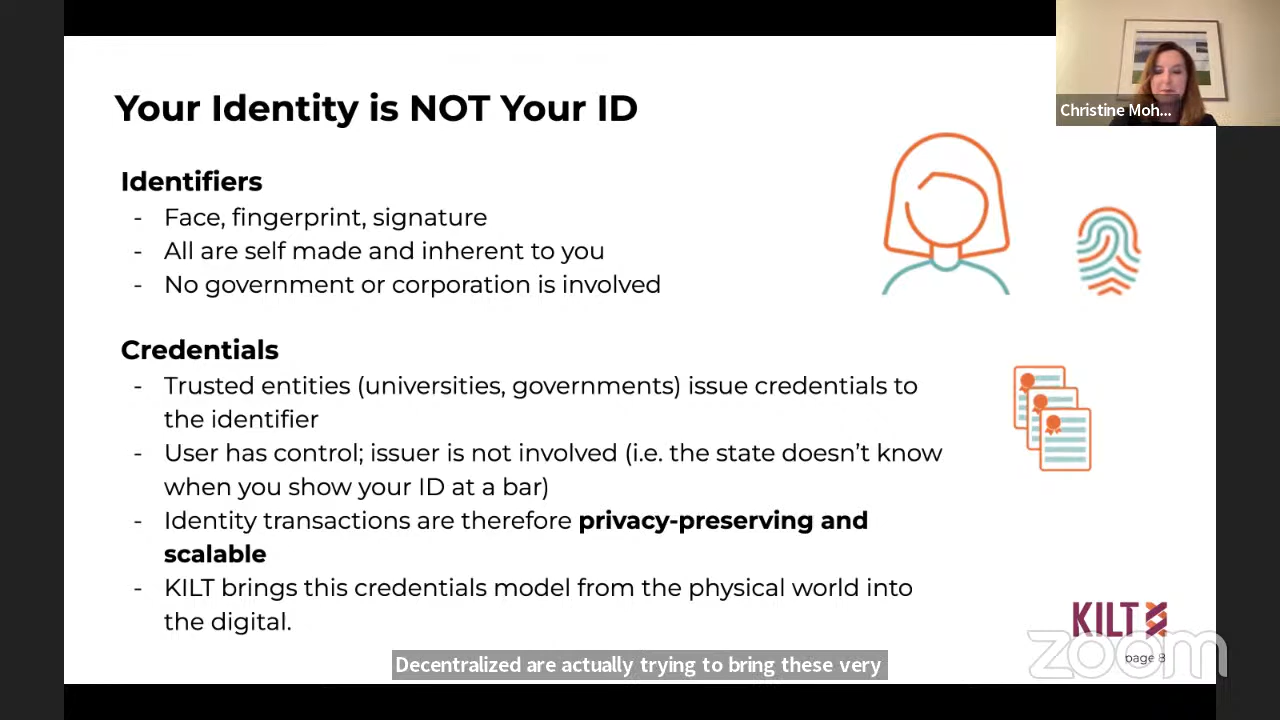 Christine Moh...
Your Identity is NOT Your ID
Identifiers
- Face, fingerprint, signature
- All are self made and inherent to you
- No government or corporation is involved
Credentials
- Trusted entities (universities, governments) issue credentials to
the identifier
- User has control; issuer is not involved (i.e. the state doesn’t know
when you show your ID at a bar)
- Identity transactions are therefore privacy-preserving and
scalable
- KILT brings this credentials model from the physical world into
the digital.
KILT
zoom
page 8
Decentralized are actually trying to bring these very